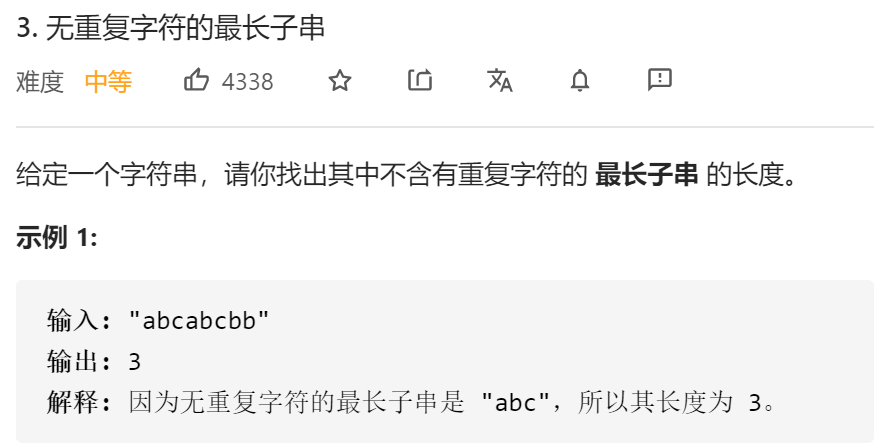 3. 无重复字符的最长子串
难度 中等 4338
给定一个字符串，请你找出其中不含有重复字符的 最长子串 的长度。
示例 1:
输入: "abcabcbb"
输出: 3
解释: 因为无重复字符的最长子串是 "abc"，所以其长度为 3。